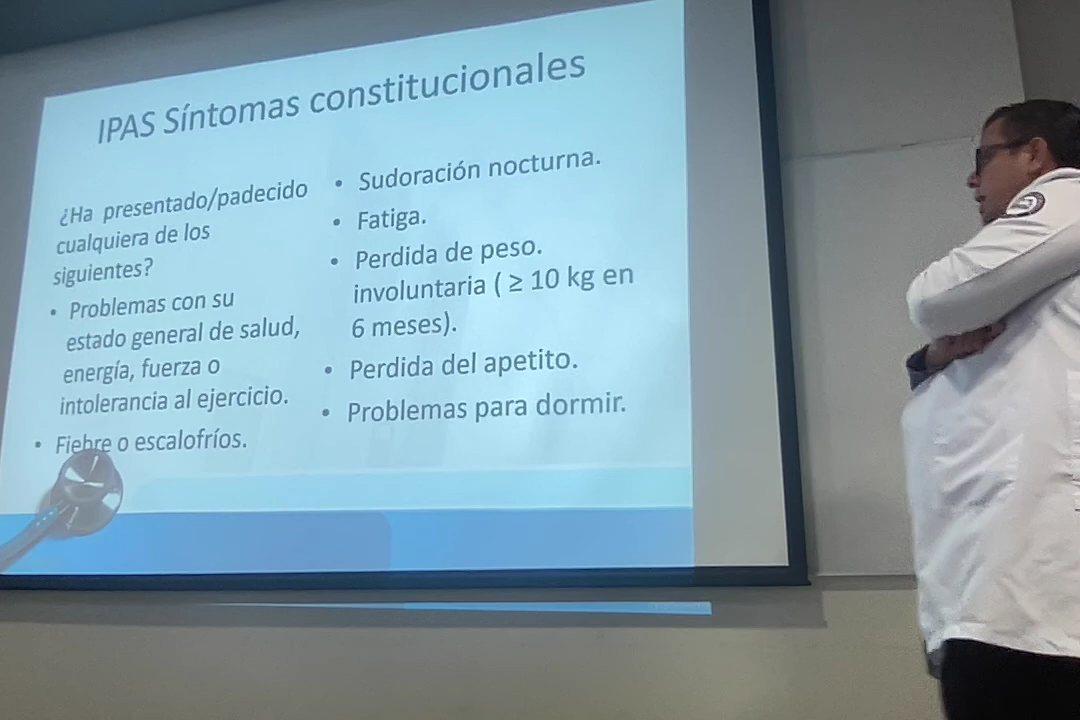 IPAS Síntomas constitucionales
¿Ha presentado/padecido
cualquiera de los
siguientes?
• Problemas con su
estado general de salud,
energía, fuerza o
intolerancia al ejercicio.
• Fiebre o escalofríos.
• Sudoración nocturna.
• Fatiga.
• Perdida de peso.
involuntaria ( ≥ 10 kg en
6 meses).
• Perdida del apetito.
• Problemas para dormir.